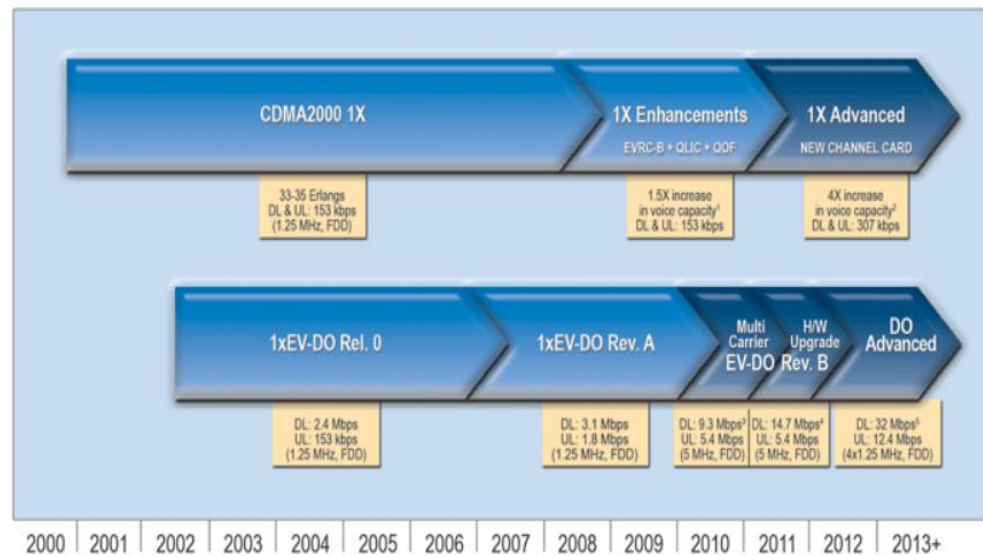 CDMA2000 1X
1X Enhancements
EVRC-B + QLIC + QOF
1X Advanced
NEW CHANNEL CARD
33-35 Erlangs
DL & UL: 153 kbps
(1.25 MHz, FDD)
1.5X increase
in voice capacity¹
DL & UL: 153 kbps
4X increase
in voice capacity²
DL & UL: 307 kbps
1xEV-DO Rel. 0
1xEV-DO Rev. A
Multi
Carrier
H/W
Upgrade
EV-DO Rev. B
DO
Advanced
DL: 2.4 Mbps
UL: 153 kbps
(1.25 MHz, FDD)
DL: 3.1 Mbps
UL: 1.8 Mbps
(1.25 MHz, FDD)
DL: 9.3 Mbps³
UL: 5.4 Mbps
(5 MHz, FDD)
DL: 14.7 Mbps⁴
UL: 5.4 Mbps
(5 MHz, FDD)
DL: 32 Mbps⁵
UL: 12.4 Mbps
(4x1.25 MHz, FDD)
2000 2001 2002 2003 2004 2005 2006 2007 2008 2009 2010 2011 2012 2013+